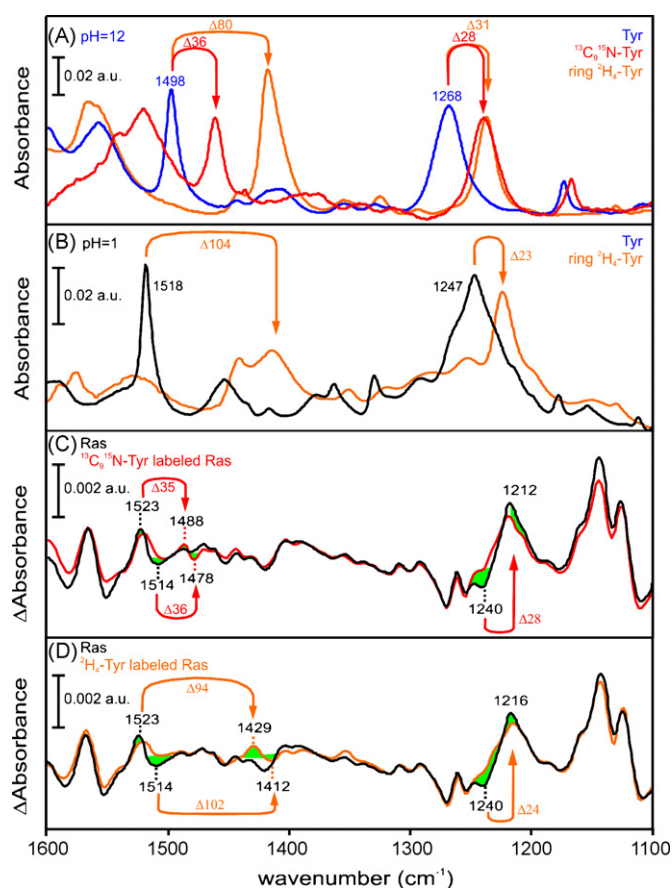 (A) pH=12
Δ80
Δ36
Δ31
Δ28
Tyr
¹³C₉¹⁵N-Tyr
ring ²H₄-Tyr
0.02 a.u.
1498
1268
Absorbance
(B) pH=1
Δ104
Δ23
Tyr
ring ²H₄-Tyr
0.02 a.u.
1518
1247
Absorbance
(C) Ras
¹³C₉¹⁵N-Tyr labeled Ras
0.002 a.u.
Δ35
1523
1488
1212
1514
1478
Δ36
1240
Δ28
ΔAbsorbance
(D) Ras
²H₄-Tyr labeled Ras
0.002 a.u.
Δ94
1523
1429
1216
1514
1412
Δ102
1240
Δ24
ΔAbsorbance
1600 1500 1400 1300 1200 1100
wavenumber (cm⁻¹)